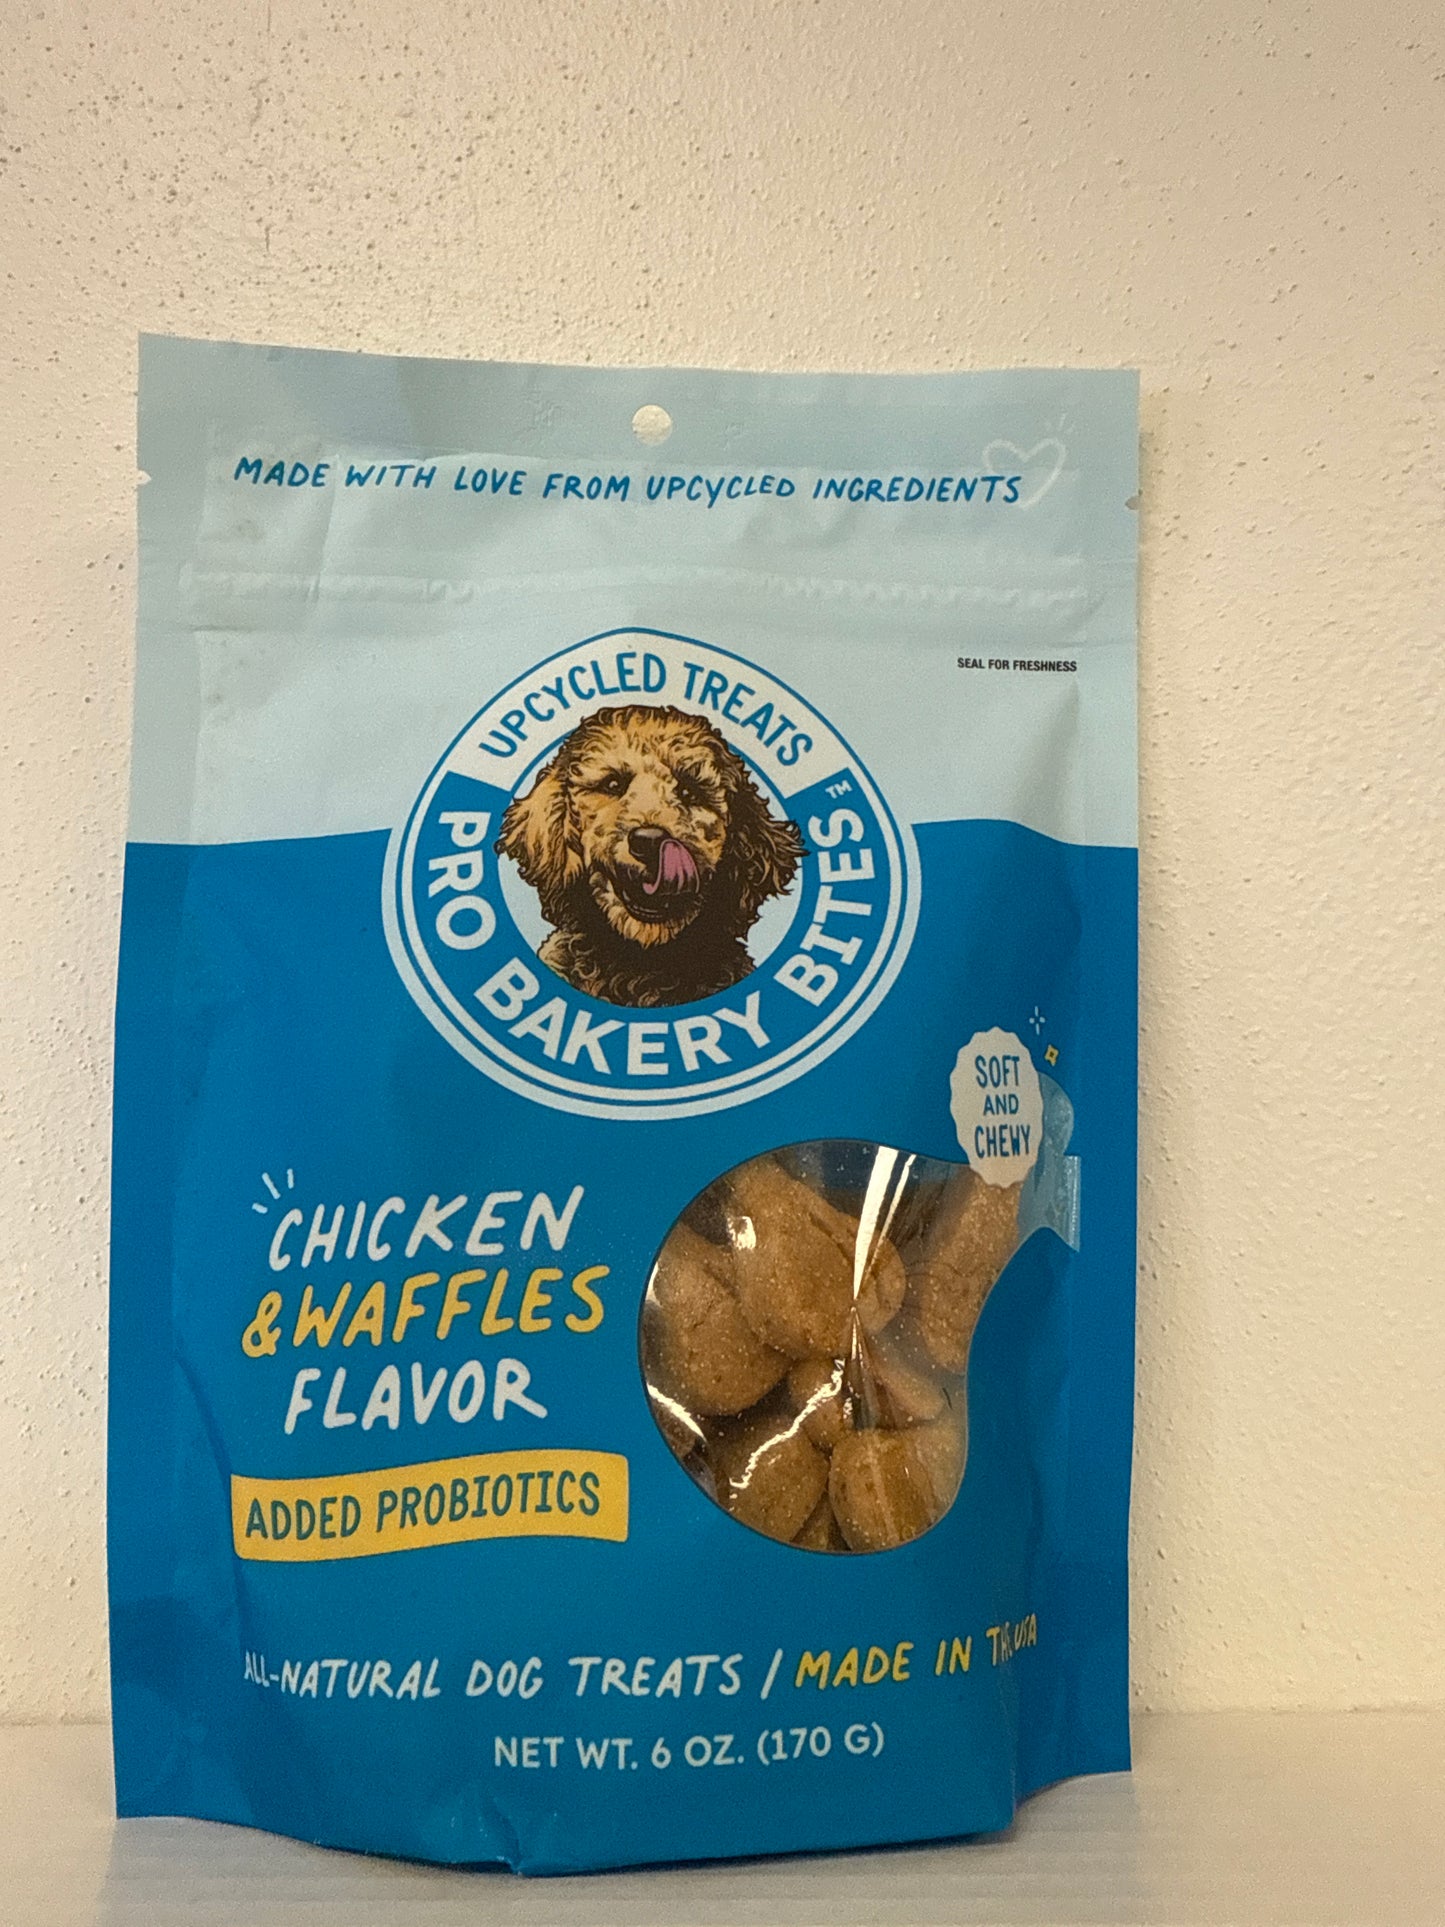 MADE WITH LOVE FROM UPCYCLED INGREDIENTS
SEAL FOR FRESHNESS
UPCYCLED TREATS
PRO BAKERY BITES™
SOFT
AND
CHEWY
CHICKEN
& WAFFLES
FLAVOR
ADDED PROBIOTICS
ALL-NATURAL DOG TREATS / MADE IN THE USA
NET WT. 6 OZ. (170 G)